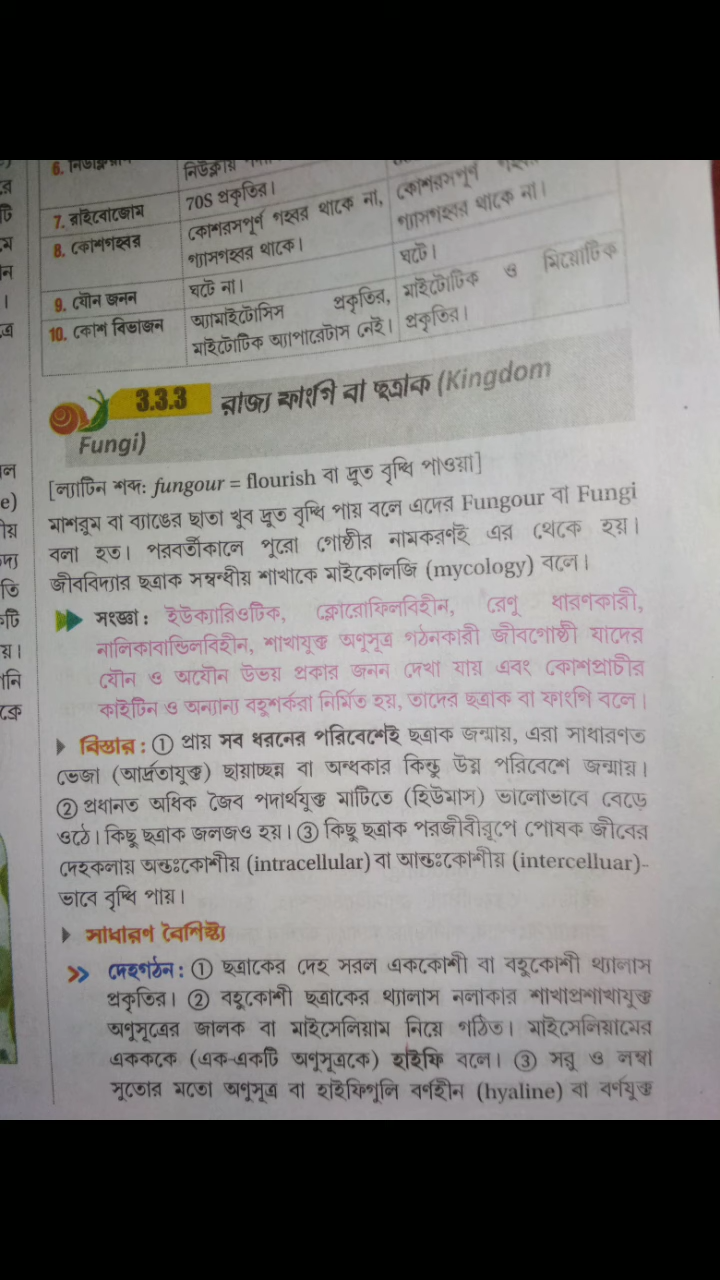 নিউক্লীয়
7. রাইবোজোম 70S প্রকৃতির।
8. কোশগহ্বর কোশরসপূর্ণ গহ্বর থাকে না, কোশরসপূর্ণ
গ্যাসগহ্বর থাকে। গ্যাসগহ্বর থাকে না।
9. যৌন জনন ঘটে না। ঘটে।
10. কোশ বিভাজন অ্যামাইটোসিস প্রকৃতির, মাইটোটিক ও মিয়োটিক
মাইটোটিক অ্যাপারেটাস নেই। প্রকৃতির।
3.3.3 রাজ্য ফাংগি বা ছত্রাক (Kingdom
Fungi)
[ল্যাটিন শব্দ: fungour = flourish বা দ্রুত বৃদ্ধি পাওয়া]
মাশরুম বা ব্যাঙের ছাতা খুব দ্রুত বৃদ্ধি পায় বলে এদের Fungour বা Fungi
বলা হত। পরবর্তীকালে পুরো গোষ্ঠীর নামকরণই এর থেকে হয়।
জীববিদ্যার ছত্রাক সম্বন্ধীয় শাখাকে মাইকোলজি (mycology) বলে।
সংজ্ঞা: ইউক্যারিওটিক, ক্লোরোফিলবিহীন, রেণু ধারণকারী,
নালিকাবান্ডিলবিহীন, শাখাযুক্ত অণুসূত্র গঠনকারী জীবগোষ্ঠী যাদের
যৌন ও অযৌন উভয় প্রকার জনন দেখা যায় এবং কোশপ্রাচীর
কাইটিন ও অন্যান্য বহুশর্করা নির্মিত হয়, তাদের ছত্রাক বা ফাংগি বলে।
বিস্তার: ① প্রায় সব ধরনের পরিবেশেই ছত্রাক জন্মায়, এরা সাধারণত
ভেজা (আর্দ্রতাযুক্ত) ছায়াচ্ছন্ন বা অন্ধকার কিন্তু উষ্ণ পরিবেশে জন্মায়।
② প্রধানত অধিক জৈব পদার্থযুক্ত মাটিতে (হিউমাস) ভালোভাবে বেড়ে
ওঠে। কিছু ছত্রাক জলজও হয়। ③ কিছু ছত্রাক পরজীবীরূপে পোষক জীবের
দেহকলায় অন্তঃকোশীয় (intracellular) বা আন্তঃকোশীয় (intercelluar)-
ভাবে বৃদ্ধি পায়।
সাধারণ বৈশিষ্ট্য
দেহগঠন: ① ছত্রাকের দেহ সরল এককোশী বা বহুকোশী থ্যালাস
প্রকৃতির। ② বহুকোশী ছত্রাকের থ্যালাস নলাকার শাখাপ্রশাখাযুক্ত
অণুসূত্রের জালক বা মাইসেলিয়াম নিয়ে গঠিত। মাইসেলিয়ামের
একককে (এক-একটি অণুসূত্রকে) হাইফি বলে। ③ সরু ও লম্বা
সুতোর মতো অণুসূত্র বা হাইফিগুলি বর্ণহীন (hyaline) বা বর্ণযুক্ত